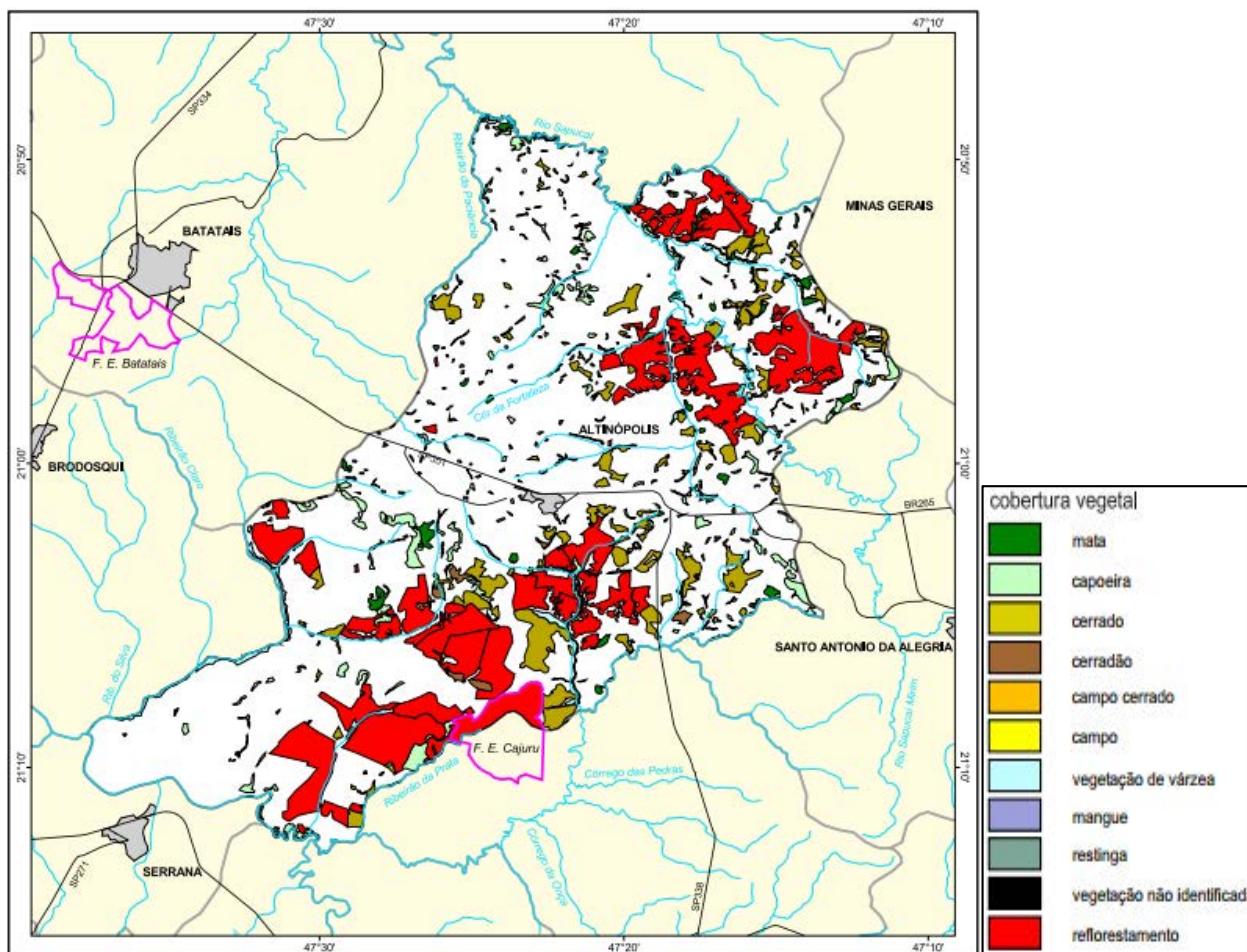 47°30'
47°20'
47°10'
SP334
Rio Sapucaí
Ribeirão da Paciência
20°50'
20°50'
MINAS GERAIS
BATATAIS
F. E. Batatais
Cór. da Fortaleza
ALTINÓPOLIS
Ribeirão Claro
BRODOSQUI
21°00'
21°00'
BR265
SANTO ANTONIO DA ALEGRIA
Rib. do Silva
Rio Sapucaí Mirim
F. E. Cajuru
Ribeirão da Prata
Córrego das Pedras
21°10'
21°10'
Córrego da Onça
SERRANA
SP271
SP338
47°30'
47°20'
47°10'
cobertura vegetal
mata
capoeira
cerrado
cerradão
campo cerrado
campo
vegetação de várzea
mangue
restinga
vegetação não identificad
reflorestamento